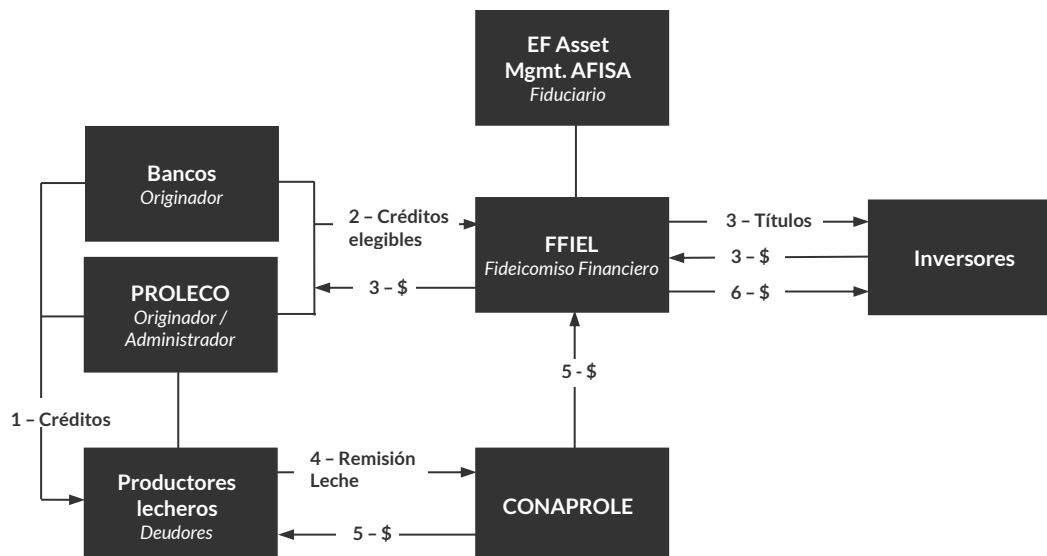 EF Asset
Mgmt. AFISA
Fiduciario
Bancos
Originador
2 – Créditos
elegibles
FFIEL
Fideicomiso Financiero
3 – Títulos
3 – $
6 – $
Inversores
3 – $
PROLECO
Originador /
Administrador
5 - $
1 – Créditos
Productores
lecheros
Deudores
4 – Remisión
Leche
5 – $
CONAPROLE